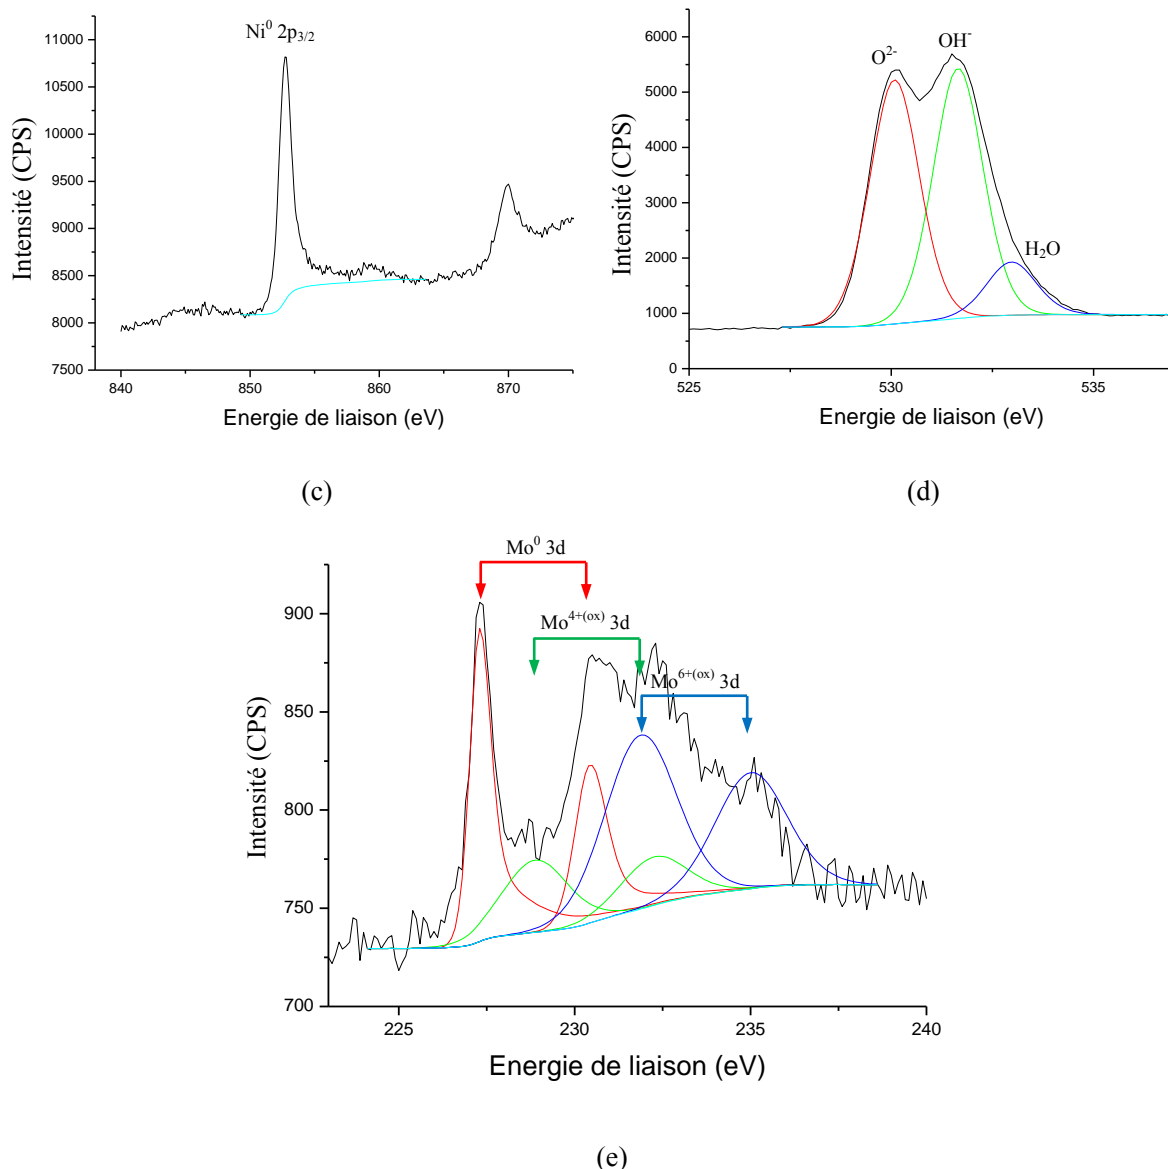 Ni⁰ 2p₃/₂
Intensité (CPS)
11000
10500
10000
9500
9000
8500
8000
7500
840
850
860
870
Energie de liaison (eV)
(c)
O²⁻
OH⁻
H₂O
Intensité (CPS)
6000
5000
4000
3000
2000
1000
0
525
530
535
Energie de liaison (eV)
(d)
Mo⁰ 3d
Mo⁴⁺⁽ᵒˣ⁾ 3d
Mo⁶⁺⁽ᵒˣ⁾ 3d
Intensité (CPS)
900
850
800
750
700
225
230
235
240
Energie de liaison (eV)
(e)